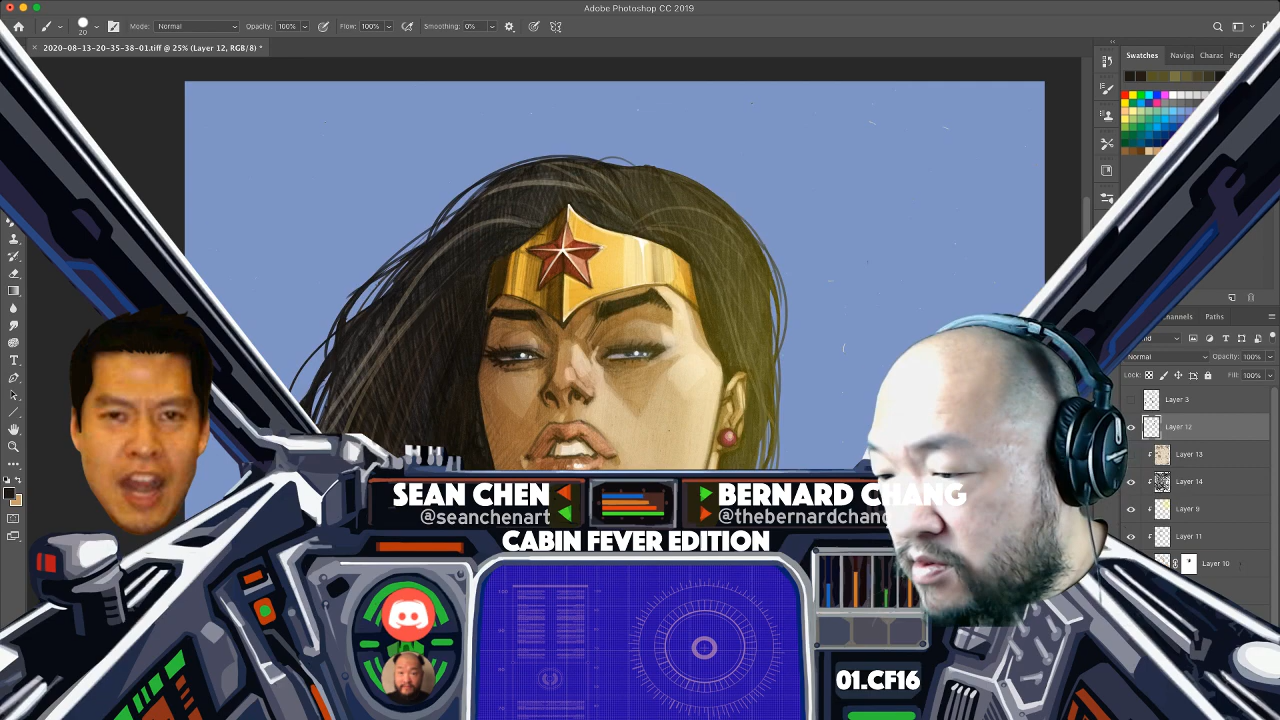 Adobe Photoshop CC 2019
20
Mode: Normal
Opacity: 100%
Flow: 100%
Smoothing: 0%
2020-08-13-20-35-38-01.tiff @ 25% (Layer 12, RGB/8) *
Swatches
Naviga
Charac
Par
hannels
Paths
Normal
Opacity: 100%
Lock:
Fill: 100%
Layer 3
Layer 12
Layer 13
Layer 14
Layer 9
Layer 11
Layer 10
SEAN CHEN
@seanchenart
BERNARD CHANG
@thebernardchang
CABIN FEVER EDITION
01.CF16